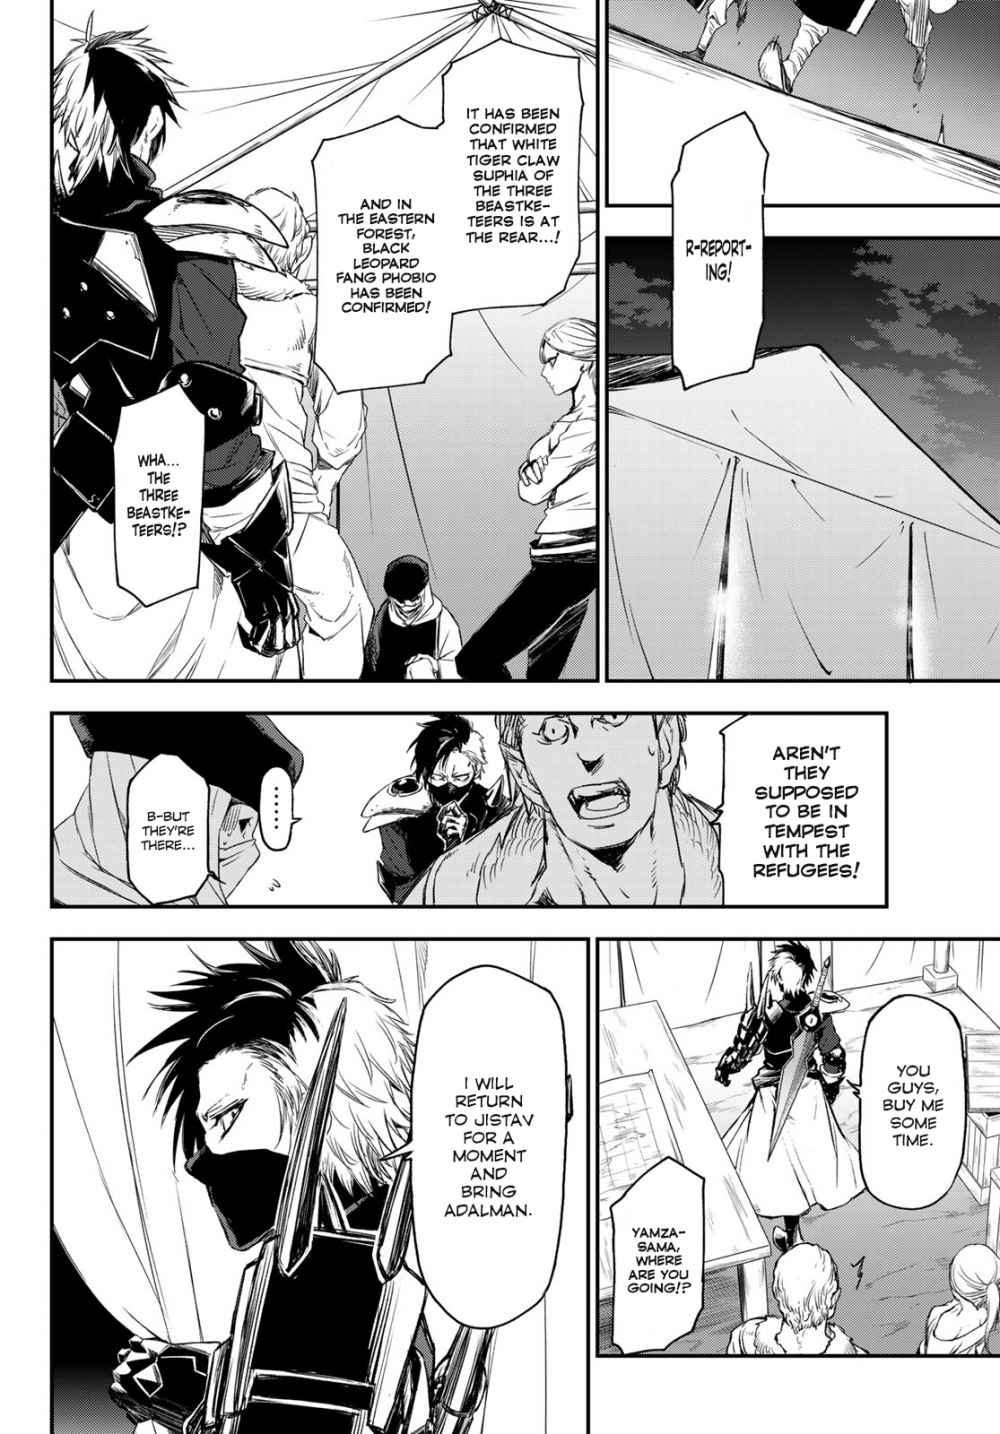 R-REPORT-
ING!
IT HAS BEEN
CONFIRMED
THAT WHITE
TIGER CLAW
SUPHIA OF
THE THREE
BEASTKE-
TEERS IS AT
THE REAR...!
AND IN
THE EASTERN
FOREST,
BLACK
LEOPARD
FANG PHOBIO
HAS BEEN
CONFIRMED!
WHA...
THE
THREE
BEASTKE-
TEERS!?
AREN'T
THEY
SUPPOSED
TO BE IN
TEMPEST
WITH THE
REFUGEES!
......
B-BUT
THEY'RE
THERE...
YOU
GUYS,
BUY ME
SOME
TIME.
YAMZA-
SAMA,
WHERE
ARE YOU
GOING!?
I WILL
RETURN
TO JISTAV
FOR A
MOMENT
AND
BRING
ADALMAN.